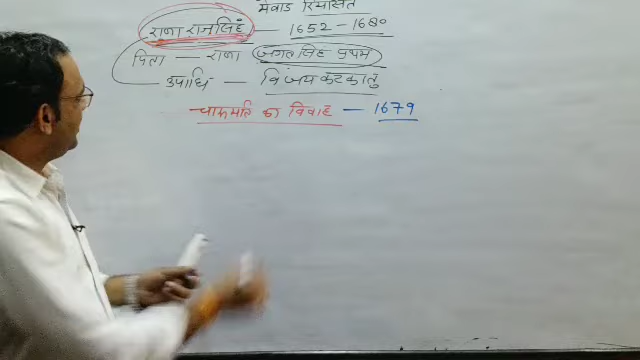 मेवाड़ रियासत
राजा राजसिंह — 1652 – 1680
पिता — राजा जगतसिंह प्रथम
उपाधि — विजय कटकातु
चारूमति का विवाह — 1679